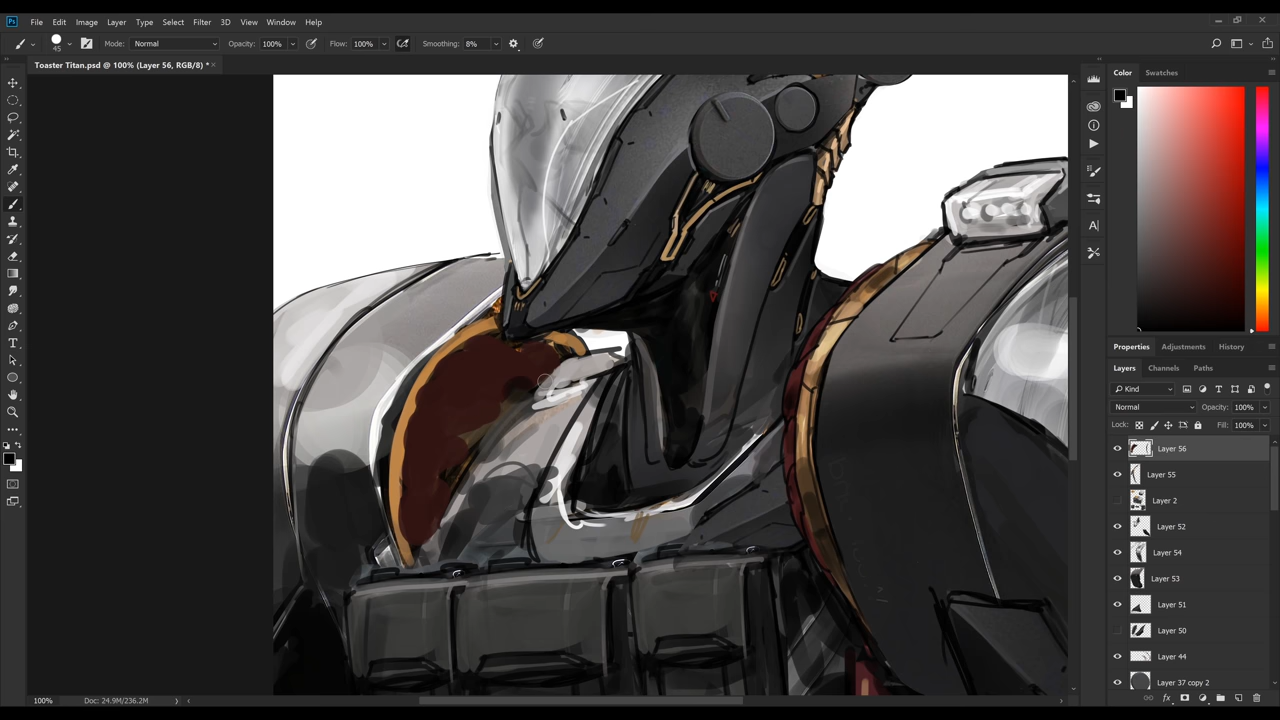 Ps File Edit Image Layer Type Select Filter 3D View Window Help
45 Mode: Normal Opacity: 100% Flow: 100% Smoothing: 8%
Toaster Titan.psd @ 100% (Layer 56, RGB/8) *
Color Swatches
Properties Adjustments History
Layers Channels Paths
Kind
Normal Opacity: 100%
Lock: Fill: 100%
Layer 56
Layer 55
Layer 2
Layer 52
Layer 54
Layer 53
Layer 51
Layer 50
Layer 44
Layer 37 copy 2
100% Doc: 24.9M/236.2M